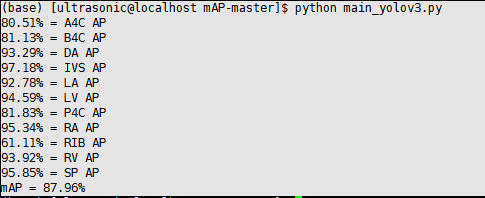 (base) [ultrasonic@localhost mAP-master]$ python main_yolov3.py
80.51% = A4C AP
81.13% = B4C AP
93.29% = DA AP
97.18% = IVS AP
92.78% = LA AP
94.59% = LV AP
81.83% = P4C AP
95.34% = RA AP
61.11% = RIB AP
93.92% = RV AP
95.85% = SP AP
mAP = 87.96%